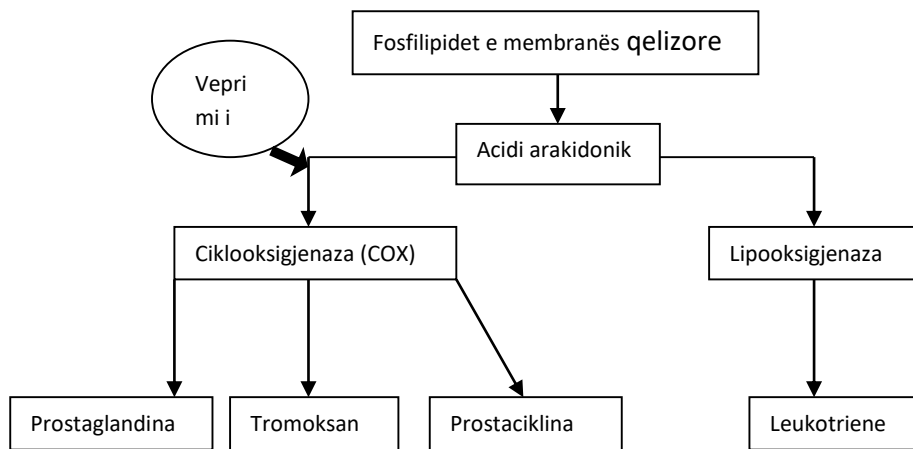 Fosfilipidet e membranës qelizore
Vepri
mi i
Acidi arakidonik
Ciklooksigjenaza (COX)
Lipooksigjenaza
Prostaglandina
Tromoksan
Prostaciklina
Leukotriene